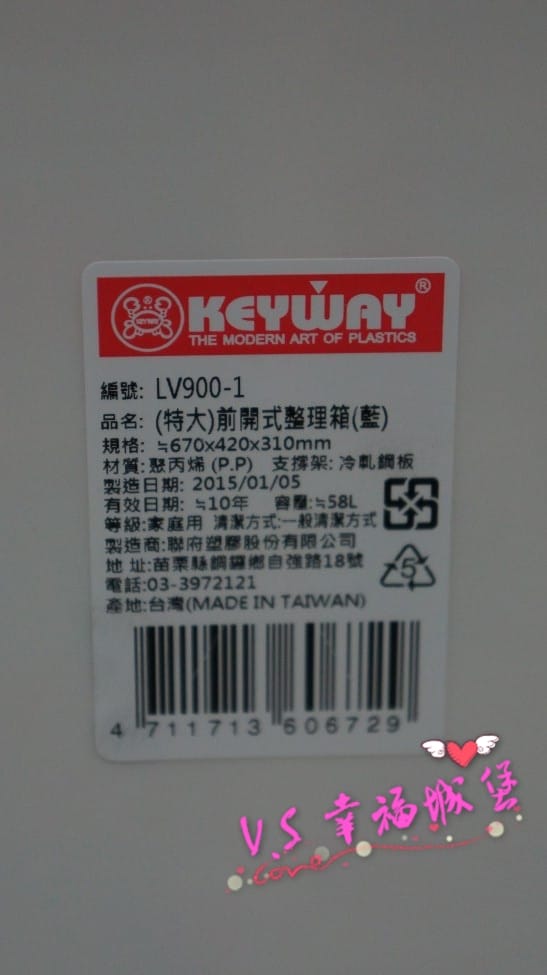 KEYWAY
KEYWAY®
THE MODERN ART OF PLASTICS
編號: LV900-1
品名: (特大)前開式整理箱(藍)
規格: ≒670x420x310mm
材質:聚丙烯 (P.P) 支撐架: 冷軋鋼板
製造日期: 2015/01/05
有效日期: ≒10年 容量:≒58L
等級:家庭用 清潔方式:一般清潔方式
製造商:聯府塑膠股份有限公司
地 址:苗栗縣銅鑼鄉自強路18號
電話:03-3972121
產地:台灣(MADE IN TAIWAN)
5
4 711713 606729
V.S 幸福城堡
Love